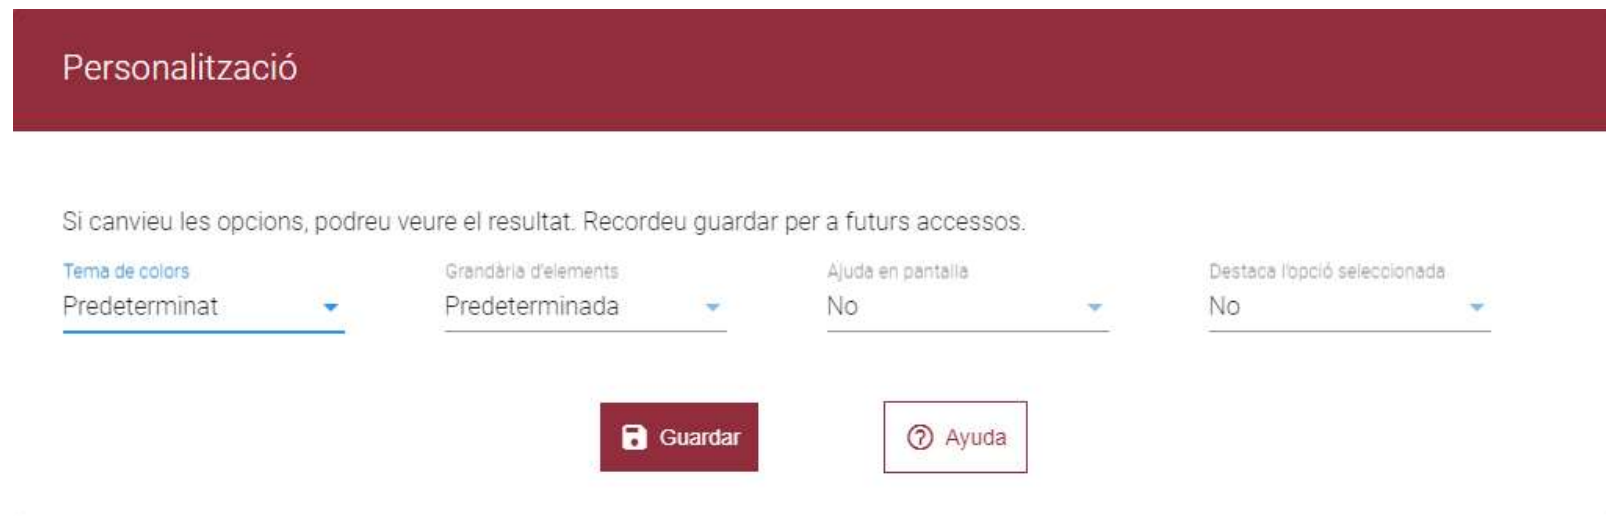 Personalització
Si canvieu les opcions, podreu veure el resultat. Recordeu guardar per a futurs accessos.
Tema de colors
Predeterminat
Grandària d'elements
Predeterminada
Ajuda en pantalla
No
Destaca l'opció seleccionada
No
Guardar
Ayuda